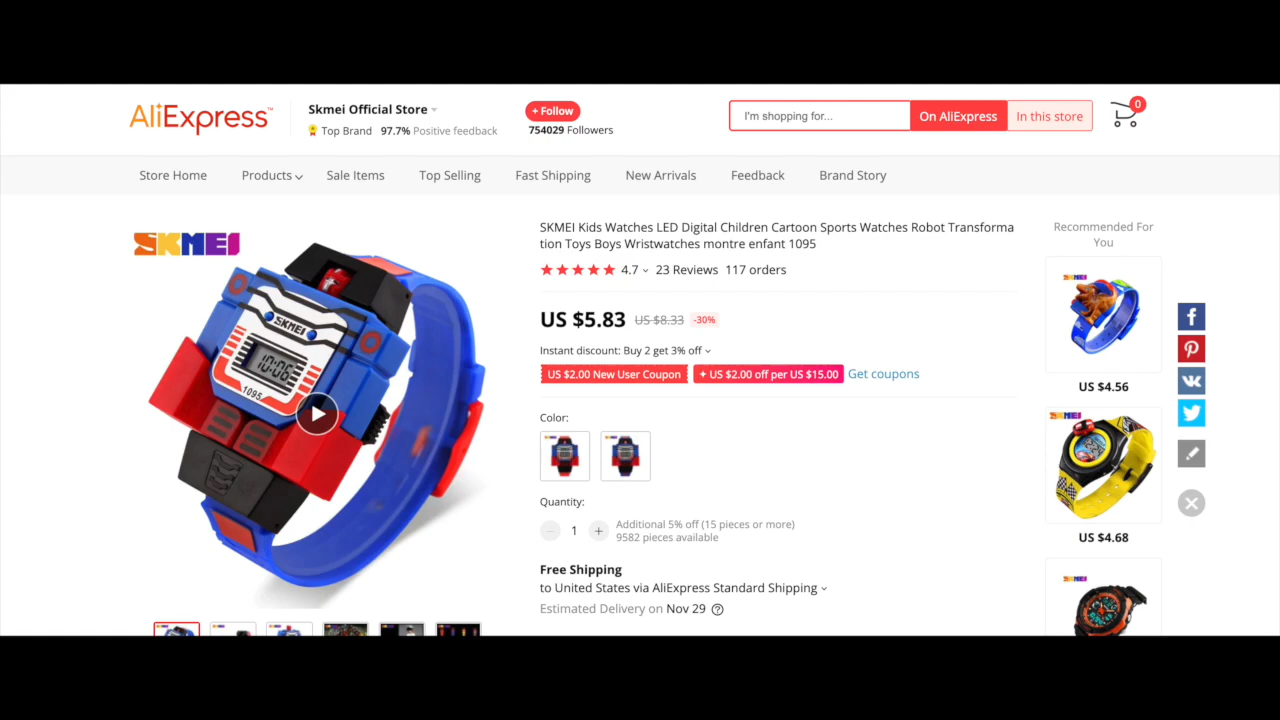 AliExpress™
Skmei Official Store
Top Brand 97.7% Positive feedback
+ Follow
754029 Followers
I'm shopping for...
On AliExpress
In this store
0
Store Home
Products
Sale Items
Top Selling
Fast Shipping
New Arrivals
Feedback
Brand Story
SKMEI
SKMEI
10:06
1095
SKMEI Kids Watches LED Digital Children Cartoon Sports Watches Robot Transforma
tion Toys Boys Wristwatches montre enfant 1095
4.7 23 Reviews 117 orders
US $5.83 US $8.33 -30%
Instant discount: Buy 2 get 3% off
US $2.00 New User Coupon
+ US $2.00 off per US $15.00
Get coupons
Color:
Quantity:
1
Additional 5% off (15 pieces or more)
9582 pieces available
Free Shipping
to United States via AliExpress Standard Shipping
Estimated Delivery on Nov 29
Recommended For
You
SKMEI
US $4.56
SKMEI
US $4.68
SKMEI